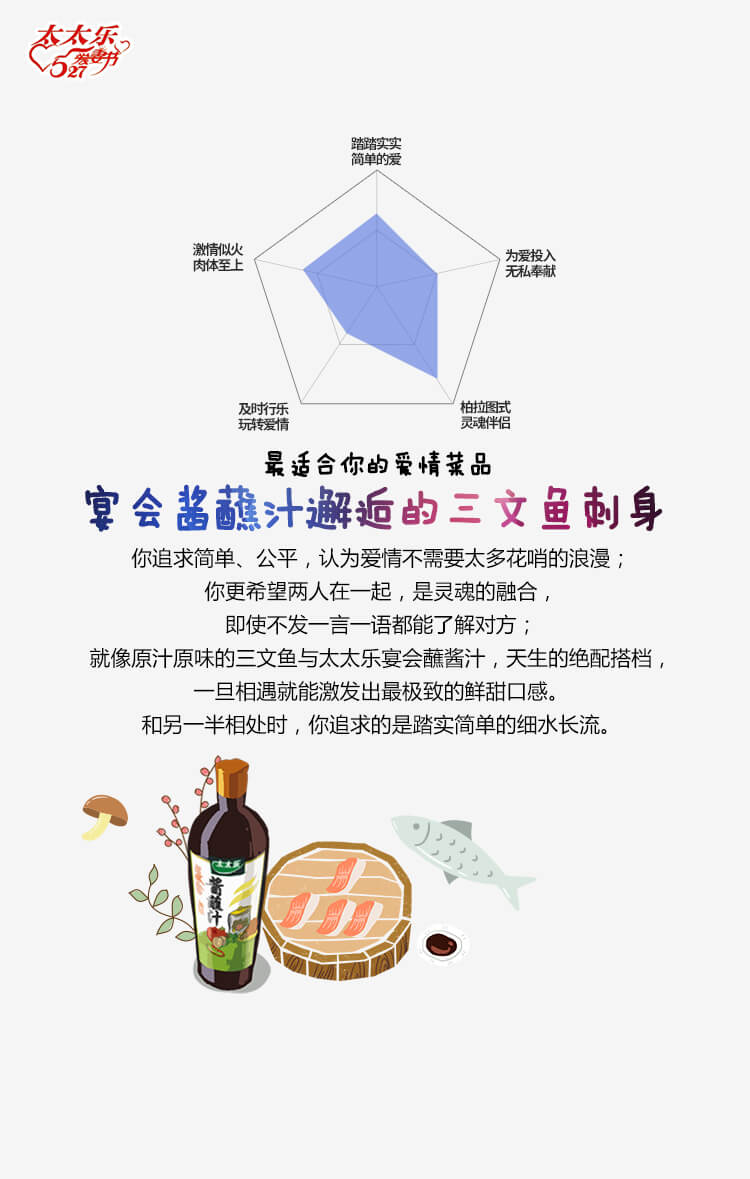 太太乐
527 爱妻节
踏踏实实
简单的爱
激情似火
肉体至上
为爱投入
无私奉献
及时行乐
玩转爱情
柏拉图式
灵魂伴侣
最适合你的爱情菜品
宴会酱蘸汁邂逅的三文鱼刺身
你追求简单、公平，认为爱情不需要太多花哨的浪漫；
你更希望两人在一起，是灵魂的融合，
即使不发一言一语都能了解对方；
就像原汁原味的三文鱼与太太乐宴会蘸酱汁，天生的绝配搭档，
一旦相遇就能激发出最极致的鲜甜口感。
和另一半相处时，你追求的是踏实简单的细水长流。
太太乐
酱蘸汁